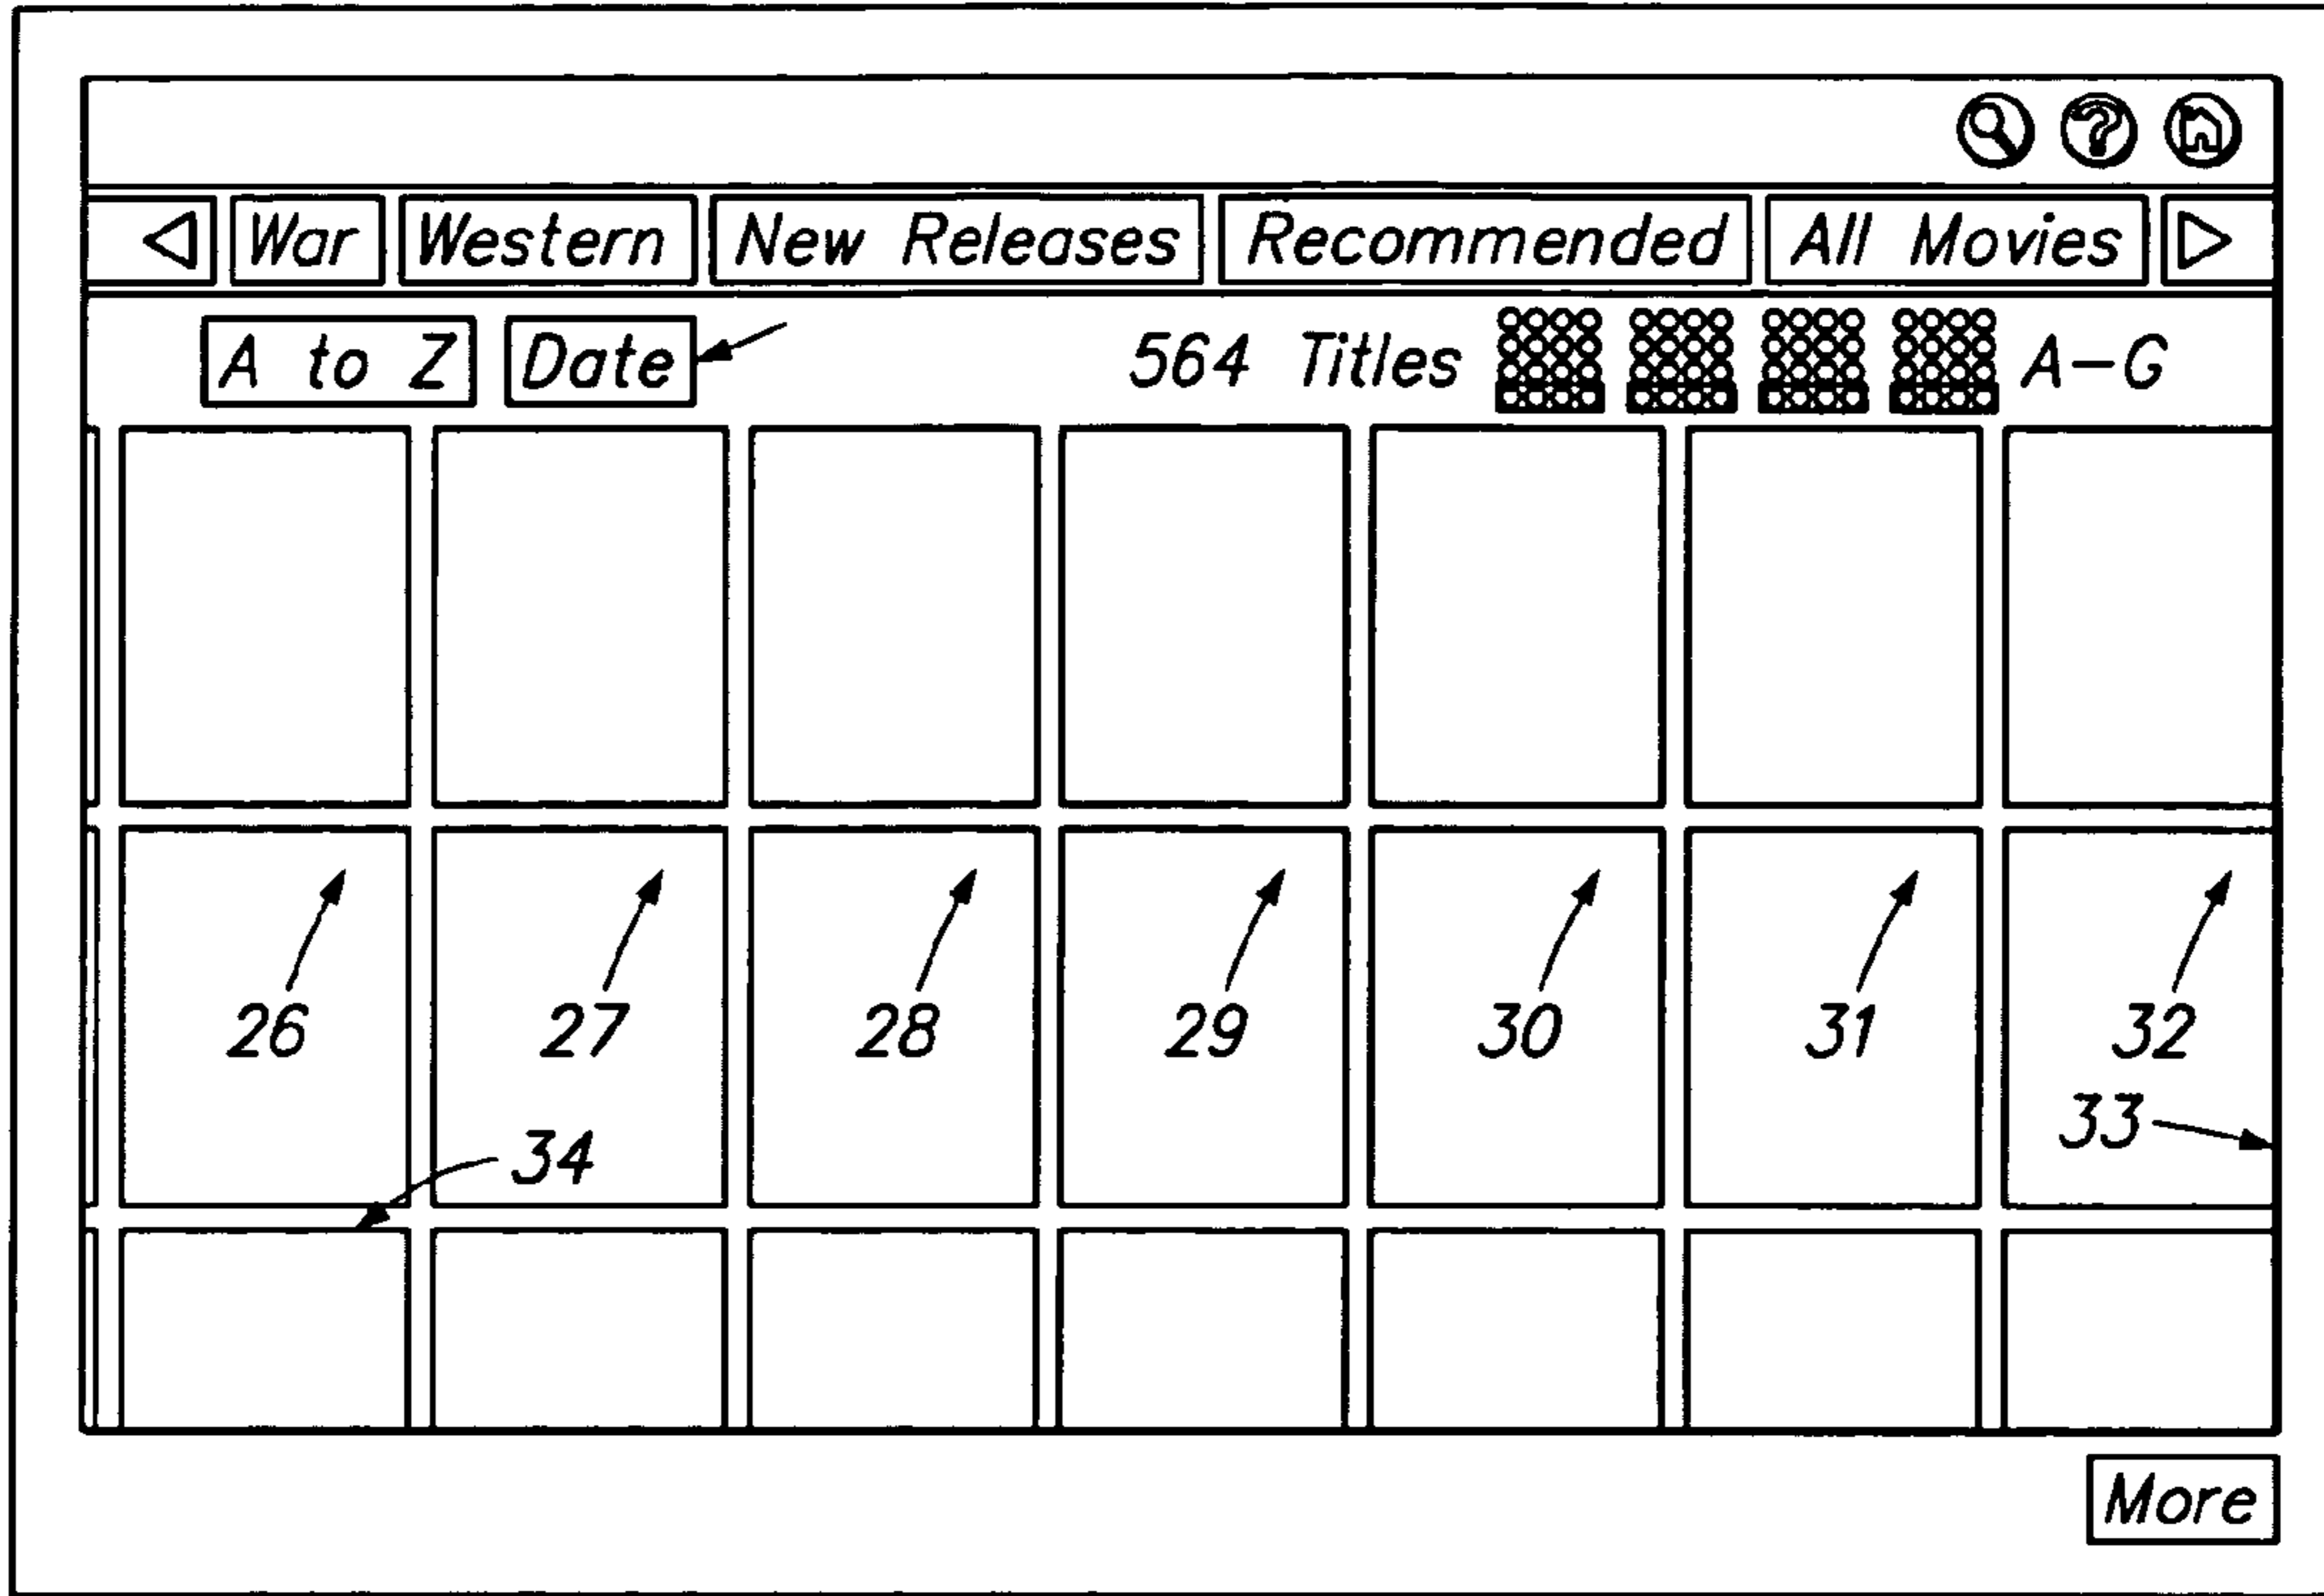 ?
War Western New Releases Recommended All Movies
A to Z Date 564 Titles A-G
26 27 28 29 30 31 32
33
34
More